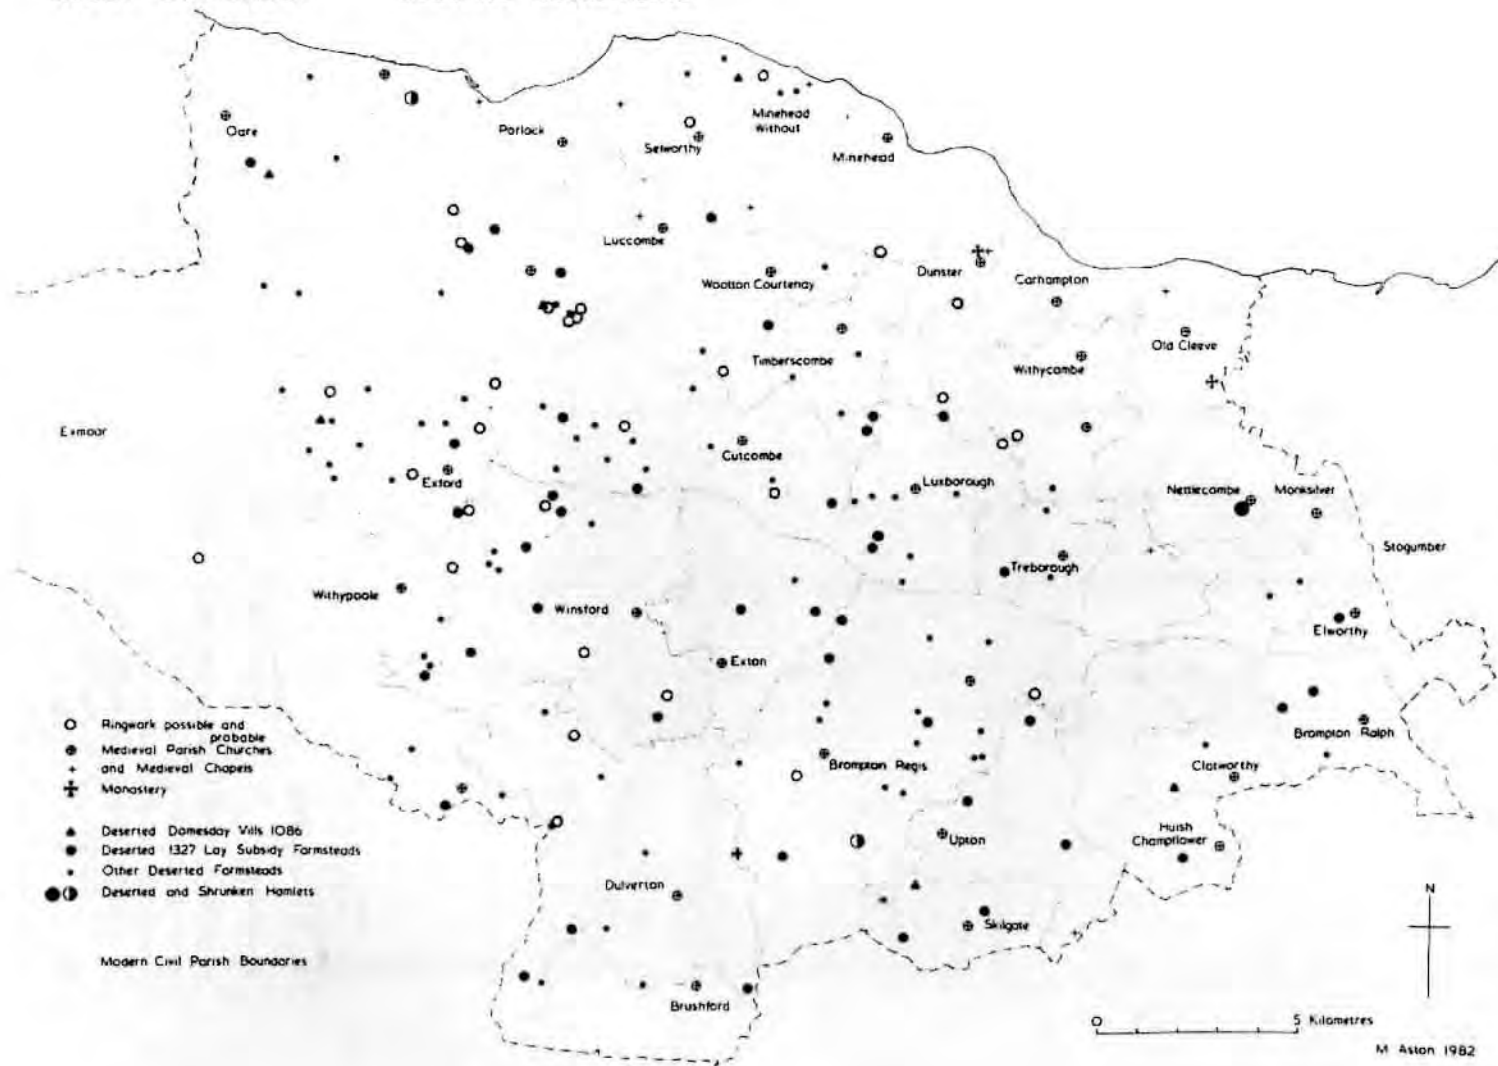 Oare
Porlock
Selworthy
Minehead
Without
Minehead
Luccombe
Wootton Courtenay
Dunster
Carhampton
Old Cleeve
Timberscombe
Withycombe
Exmoor
Cutcombe
Exford
Luxborough
Nettlecombe
Monksilver
Stogumber
Treborough
Withypoole
Winsford
Elworthy
Exton
Ringwork possible and
probable
Medieval Parish Churches
and Medieval Chapels
Monastery
Brompton Ralph
Brompton Regis
Clatworthy
Deserted Domesday Vills 1086
Deserted 1327 Lay Subsidy Farmsteads
Other Deserted Farmsteads
Deserted and Shrunken Hamlets
Upton
Huish
Champflower
Dulverton
Skilgate
N
Modern Civil Parish Boundaries
Brushford
0 5 Kilometres
M Aston 1982